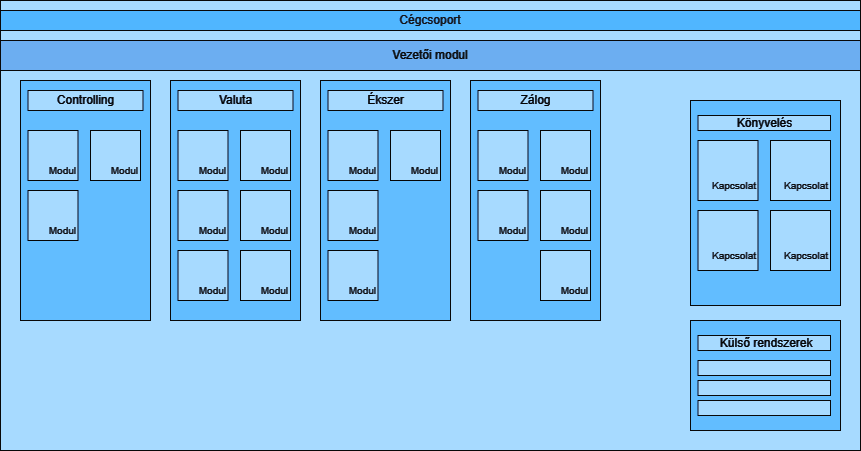 Cégcsoport
Vezetői modul
Controlling
Modul
Modul
Modul
Valuta
Modul
Modul
Modul
Modul
Modul
Modul
Ékszer
Modul
Modul
Modul
Modul
Zálog
Modul
Modul
Modul
Modul
Modul
Könyvelés
Kapcsolat
Kapcsolat
Kapcsolat
Kapcsolat
Külső rendszerek